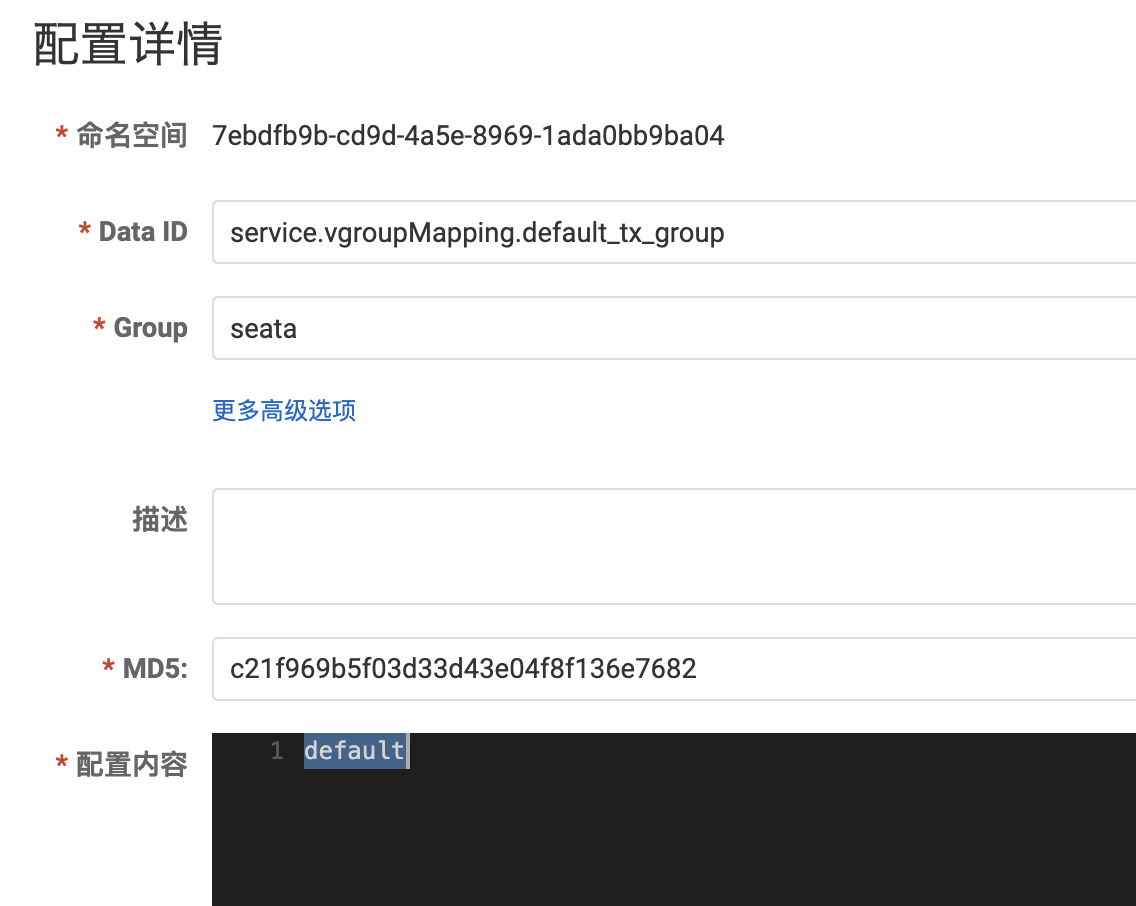 配置详情
* 命名空间 7ebdfb9b-cd9d-4a5e-8969-1ada0bb9ba04
* Data ID service.vgroupMapping.default_tx_group
* Group seata
更多高级选项
描述
* MD5: c21f969b5f03d33d43e04f8f136e7682
* 配置内容 1 default